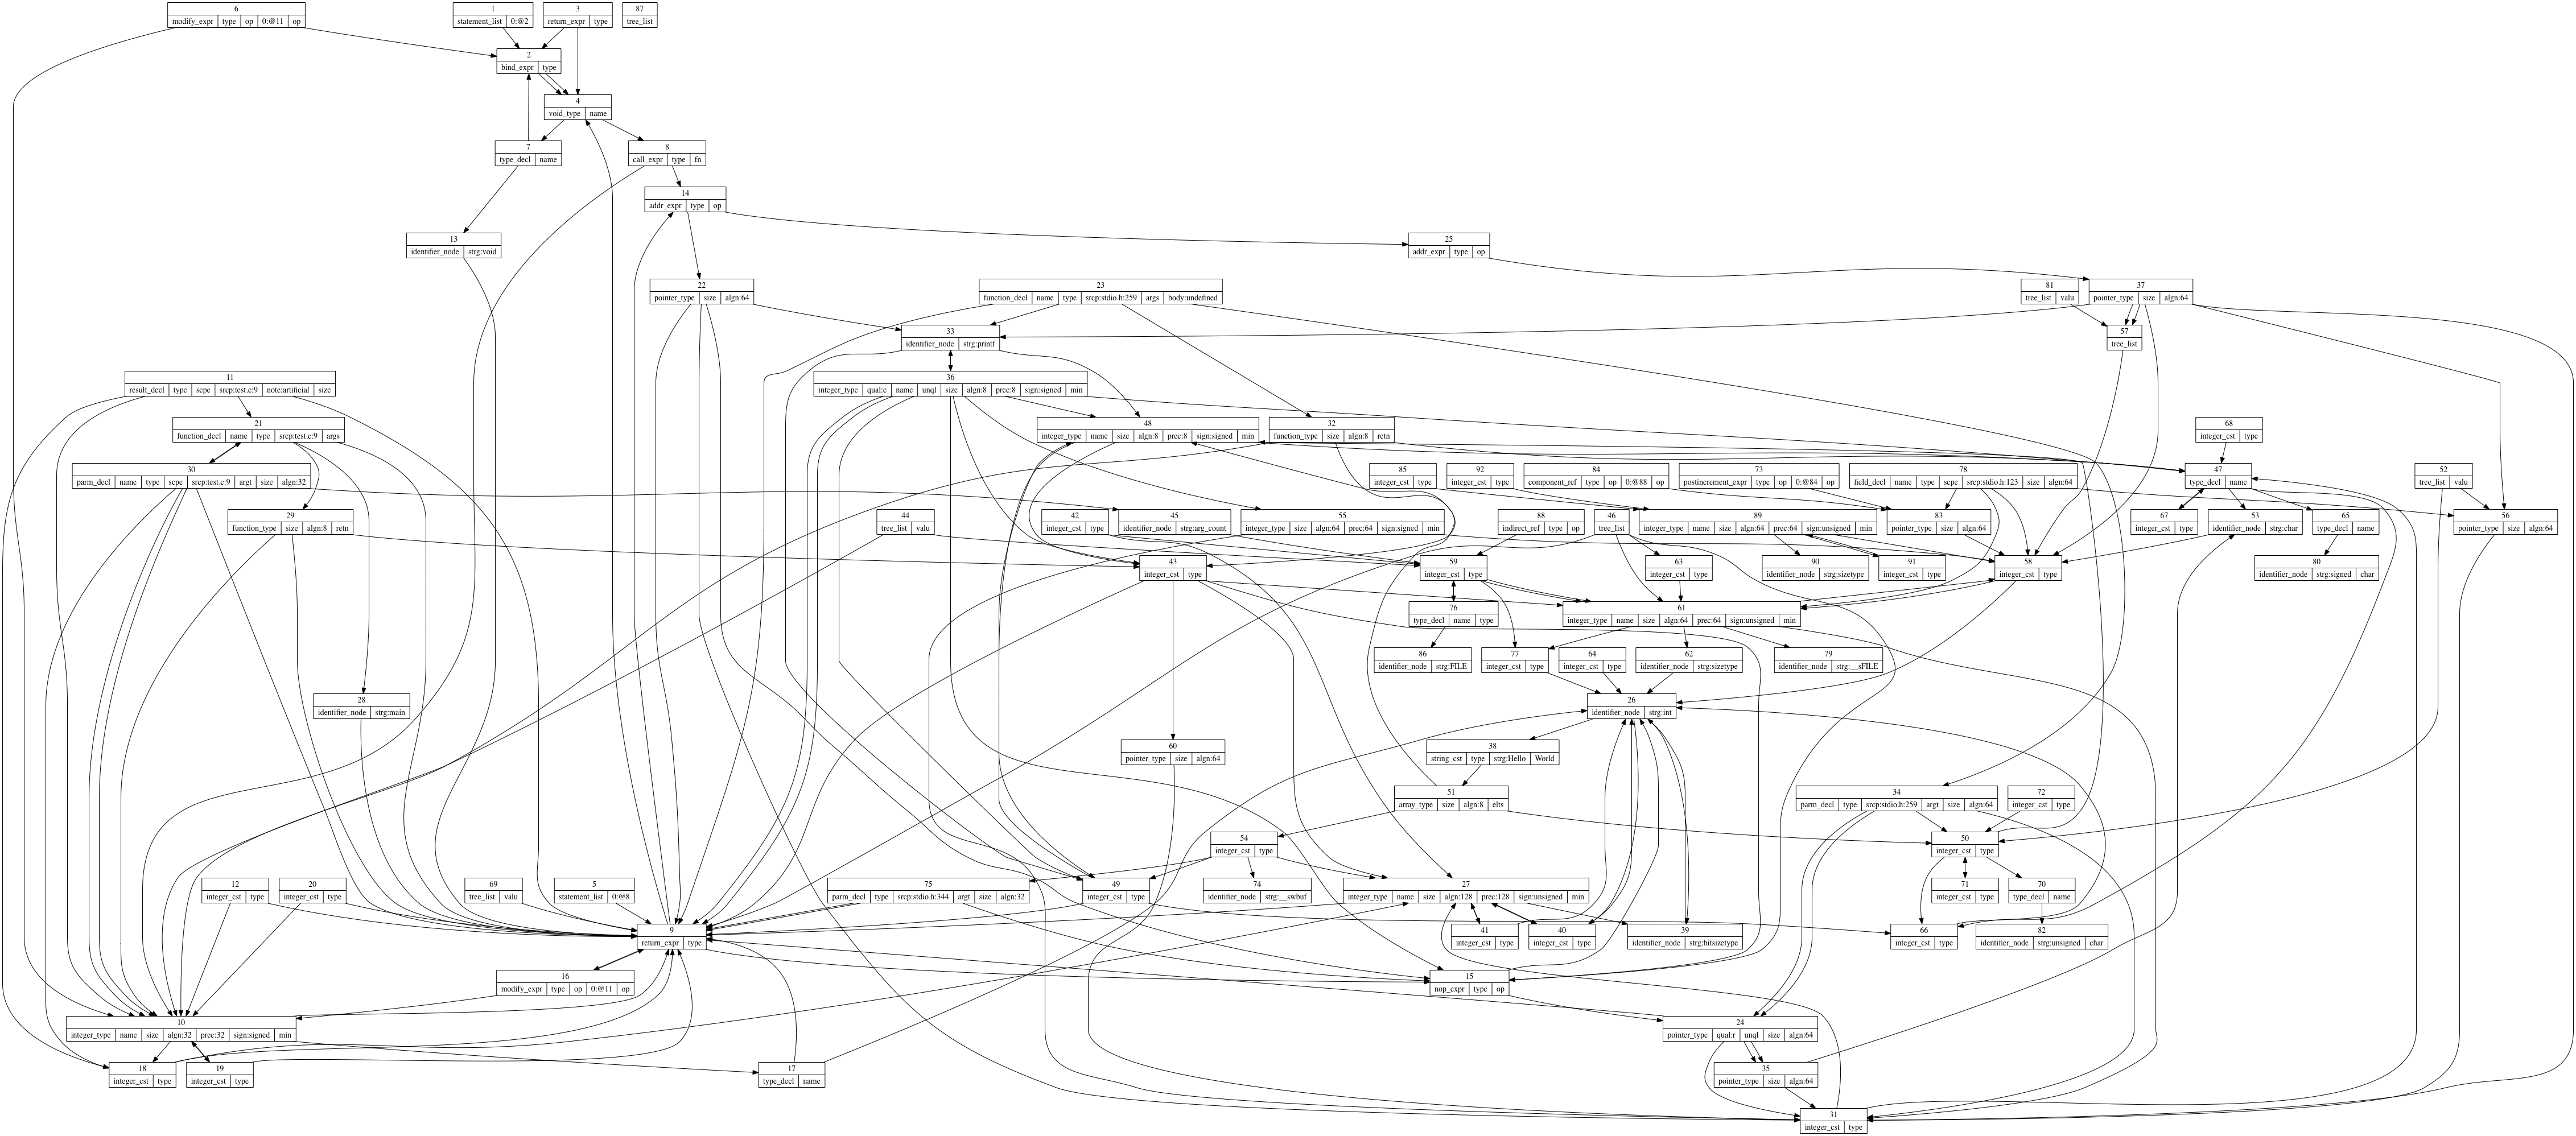 6
modify_expr type op 0:@11 op
1
statement_list 0:@2
3
return_expr type
87
tree_list
2
bind_expr type
4
void_type name
7
type_decl name
8
call_expr type fn
14
addr_expr type op
13
identifier_node strg:void
25
addr_expr type op
22
pointer_type size algn:64
23
function_decl name type srcp:stdio.h:259 args body:undefined
81
tree_list valu
37
pointer_type size algn:64
33
identifier_node strg:printf
57
tree_list
11
result_decl type scpe srcp:test.c:9 note:artificial size
36
integer_type qual:c name unql size algn:8 prec:8 sign:signed min
21
function_decl name type srcp:test.c:9 args
48
integer_type name size algn:8 prec:8 sign:signed min
32
function_type size algn:8 retn
68
integer_cst type
30
parm_decl name type scpe srcp:test.c:9 argt size algn:32
85
integer_cst type
92
integer_cst type
84
component_ref type op 0:@88 op
73
postincrement_expr type op 0:@84 op
78
field_decl name type scpe srcp:stdio.h:123 size algn:64
47
type_decl name
52
tree_list valu
29
function_type size algn:8 retn
44
tree_list valu
42
integer_cst type
45
identifier_node strg:arg_count
55
integer_type size algn:64 prec:64 sign:signed min
88
indirect_ref type op
46
tree_list
89
integer_type name size algn:64 prec:64 sign:unsigned min
83
pointer_type size algn:64
67
integer_cst type
53
identifier_node strg:char
65
type_decl name
56
pointer_type size algn:64
43
integer_cst type
59
integer_cst type
63
integer_cst type
90
identifier_node strg:sizetype
91
integer_cst type
58
integer_cst type
80
identifier_node strg:signed char
76
type_decl name type
61
integer_type name size algn:64 prec:64 sign:unsigned min
86
identifier_node strg:FILE
77
integer_cst type
64
integer_cst type
62
identifier_node strg:sizetype
79
identifier_node strg:__sFILE
28
identifier_node strg:main
26
identifier_node strg:int
60
pointer_type size algn:64
38
string_cst type strg:Hello World
51
array_type size algn:8 elts
34
parm_decl type srcp:stdio.h:259 argt size algn:64
72
integer_cst type
54
integer_cst type
50
integer_cst type
12
integer_cst type
20
integer_cst type
69
tree_list valu
5
statement_list 0:@8
75
parm_decl type srcp:stdio.h:344 argt size algn:32
49
integer_cst type
74
identifier_node strg:__swbuf
27
integer_type name size algn:128 prec:128 sign:unsigned min
71
integer_cst type
70
type_decl name
9
return_expr type
41
integer_cst type
40
integer_cst type
39
identifier_node strg:bitsizetype
66
integer_cst type
82
identifier_node strg:unsigned char
16
modify_expr type op 0:@11 op
15
nop_expr type op
10
integer_type name size algn:32 prec:32 sign:signed min
24
pointer_type qual:r unql size algn:64
18
integer_cst type
19
integer_cst type
17
type_decl name
35
pointer_type size algn:64
31
integer_cst type